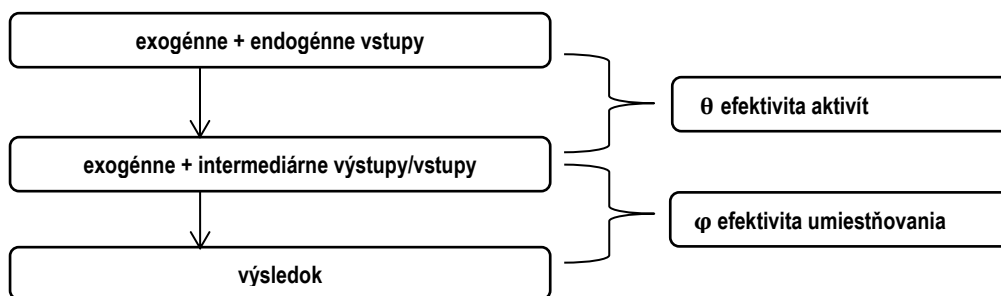 exogénne + endogénne vstupy
θ efektivita aktivít
exogénne + intermediárne výstupy/vstupy
φ efektivita umiestňovania
výsledok